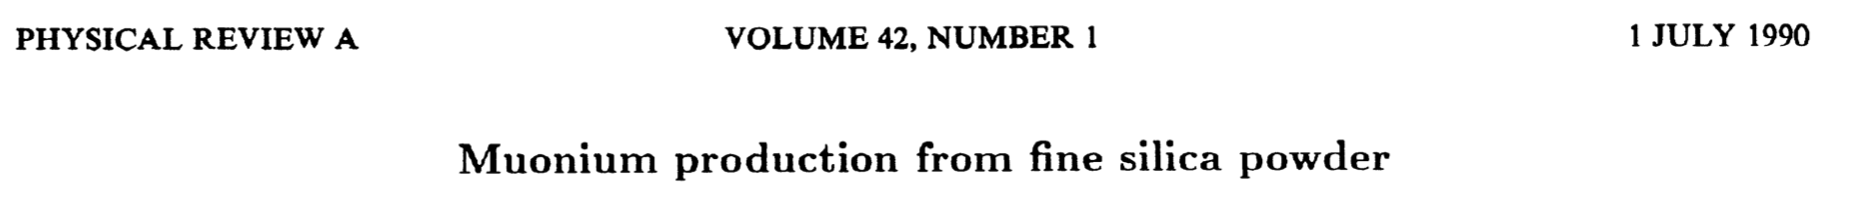 PHYSICAL REVIEW A VOLUME 42, NUMBER 1 1 JULY 1990
Muonium production from fine silica powder